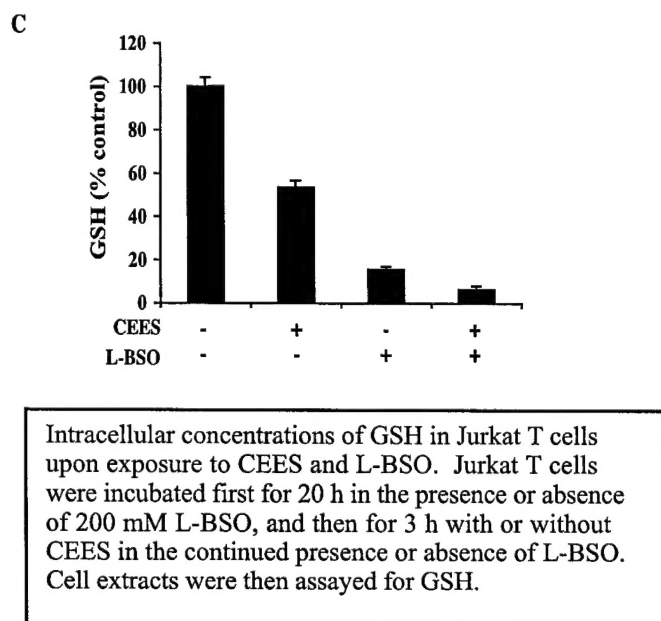 C
120
100
80
60
40
20
0
GSH (% control)
CEES - + - +
L-BSO - - + +
Intracellular concentrations of GSH in Jurkat T cells
upon exposure to CEES and L-BSO. Jurkat T cells
were incubated first for 20 h in the presence or absence
of 200 mM L-BSO, and then for 3 h with or without
CEES in the continued presence or absence of L-BSO.
Cell extracts were then assayed for GSH.